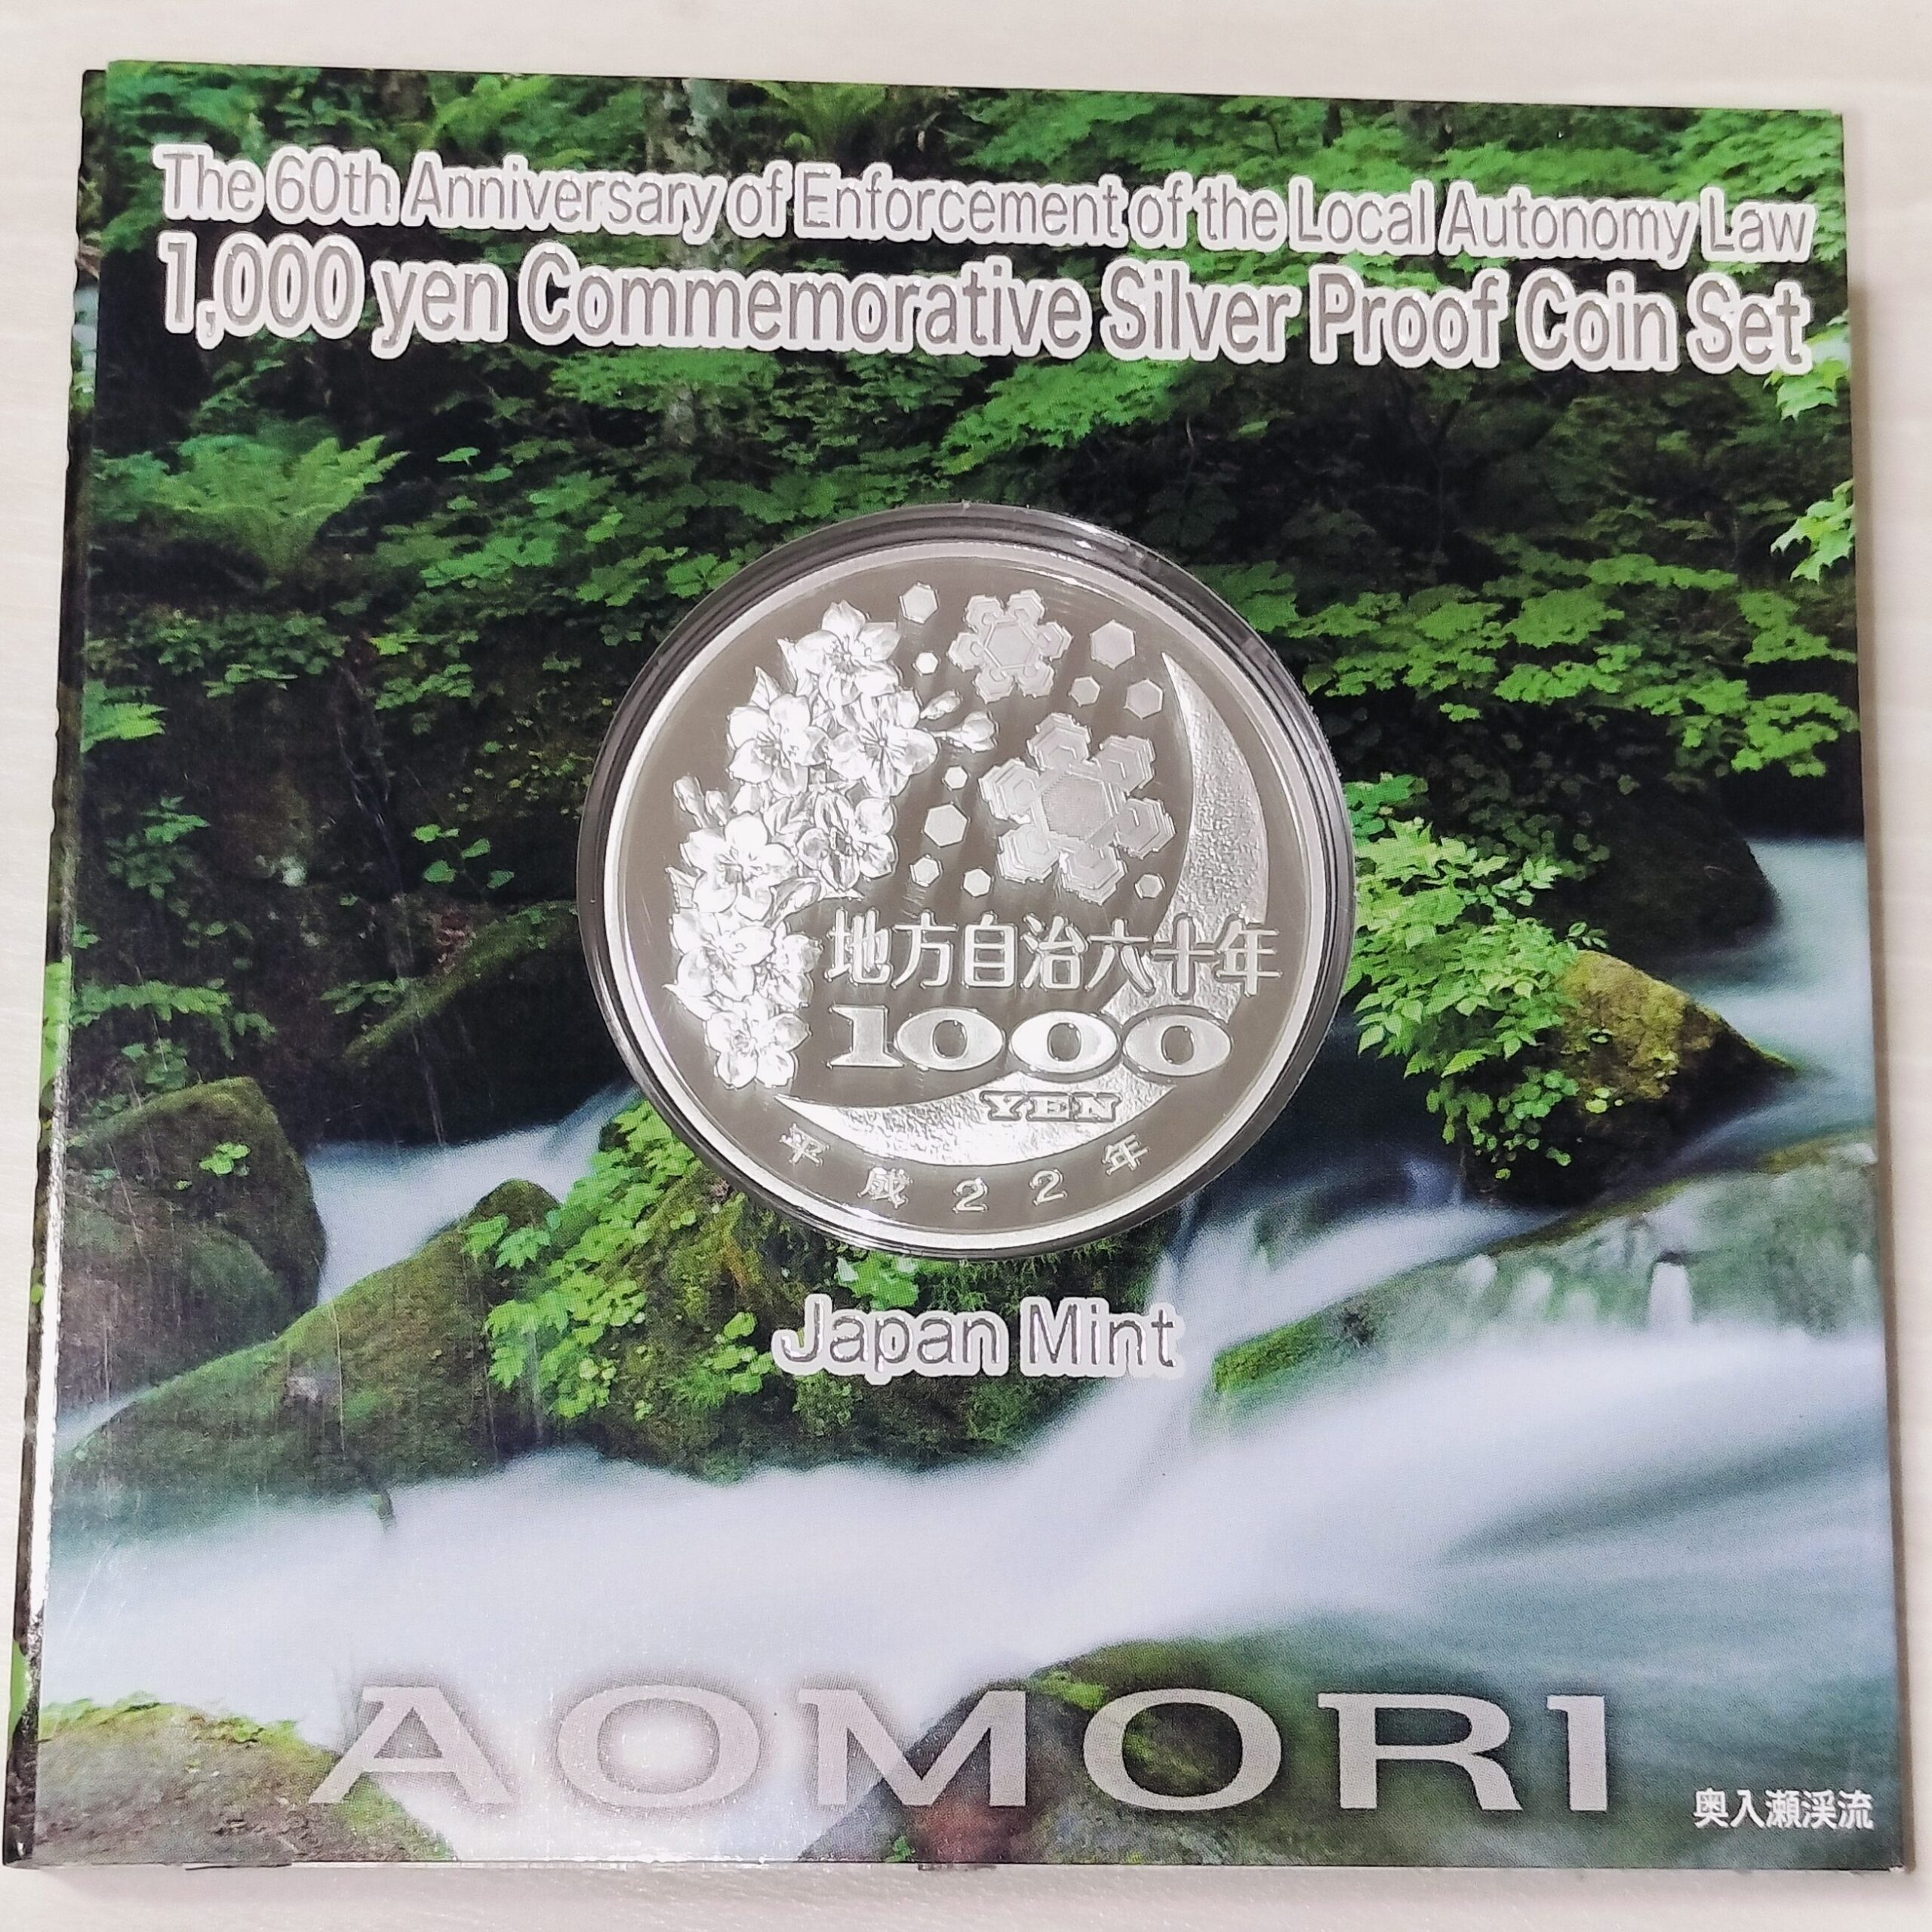 The 60th Anniversary of Enforcement of the Local Autonomy Law
1,000 yen Commemorative Silver Proof Coin Set
地方自治六十年
1000
YEN
平成22年
Japan Mint
AOMORI
奥入瀬渓流